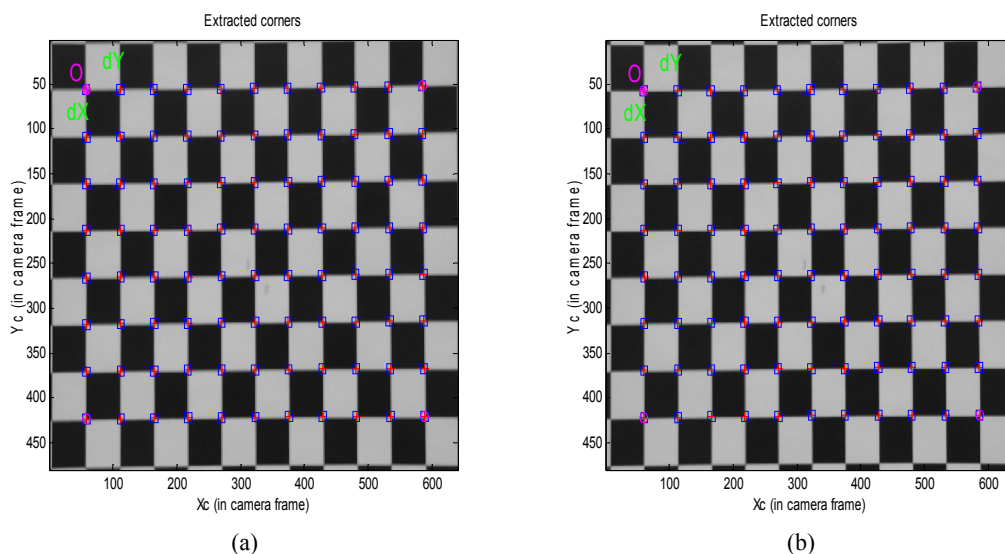 Extracted corners
O
dY
dX
50
100
150
200
250
300
350
400
450
Yc (in camera frame)
100 200 300 400 500 600
Xc (in camera frame)
(a)
Extracted corners
O
dY
dX
50
100
150
200
250
300
350
400
450
Yc (in camera frame)
100 200 300 400 500 600
Xc (in camera frame)
(b)